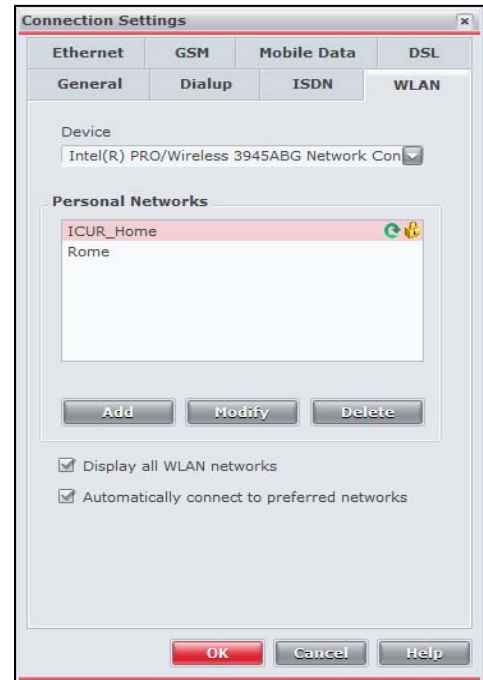 Connection Settings
Ethernet GSM Mobile Data DSL
General Dialup ISDN WLAN
Device
Intel(R) PRO/Wireless 3945ABG Network Con
Personal Networks
ICUR_Home
Rome
Add Modify Delete
Display all WLAN networks
Automatically connect to preferred networks
OK Cancel Help